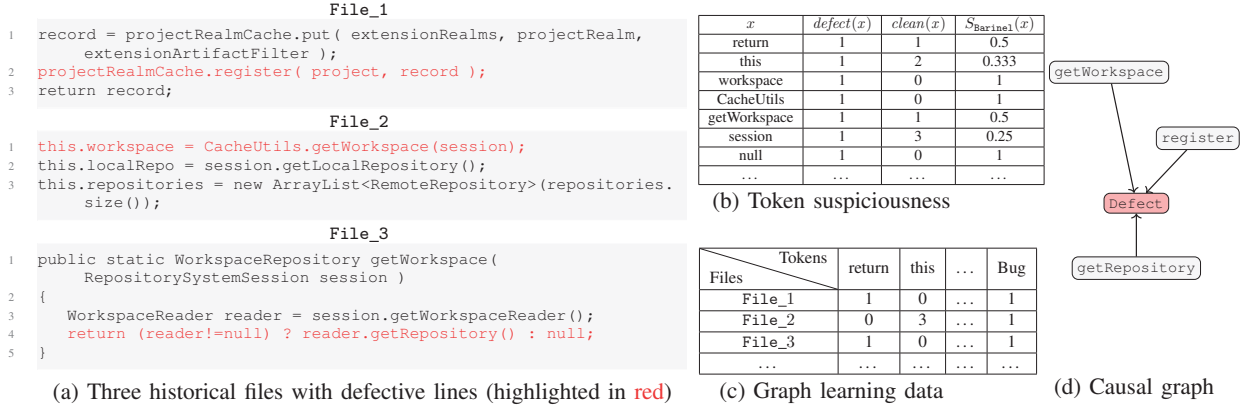 File_1
1 record = projectRealmCache.put( extensionRealms, projectRealm,
extensionArtifactFilter );
2 projectRealmCache.register( project, record );
3 return record;
File_2
1 this.workspace = CacheUtils.getWorkspace(session);
2 this.localRepo = session.getLocalRepository();
3 this.repositories = new ArrayList<RemoteRepository>(repositories.
size());
File_3
1 public static WorkspaceRepository getWorkspace(
RepositorySystemSession session )
2 {
3 WorkspaceReader reader = session.getWorkspaceReader();
4 return (reader!=null) ? reader.getRepository() : null;
5 }
(a) Three historical files with defective lines (highlighted in red)
x defect(x) clean(x) S_Barinel(x)
return 1 1 0.5
this 1 2 0.333
workspace 1 0 1
CacheUtils 1 0 1
getWorkspace 1 1 0.5
session 1 3 0.25
null 1 0 1
... ... ... ...
(b) Token suspiciousness
Tokens
Files return this ... Bug
File_1 1 0 ... 1
File_2 0 3 ... 1
File_3 1 0 ... 1
... ... ... ... ...
(c) Graph learning data
getWorkspace
register
Defect
getRepository
(d) Causal graph